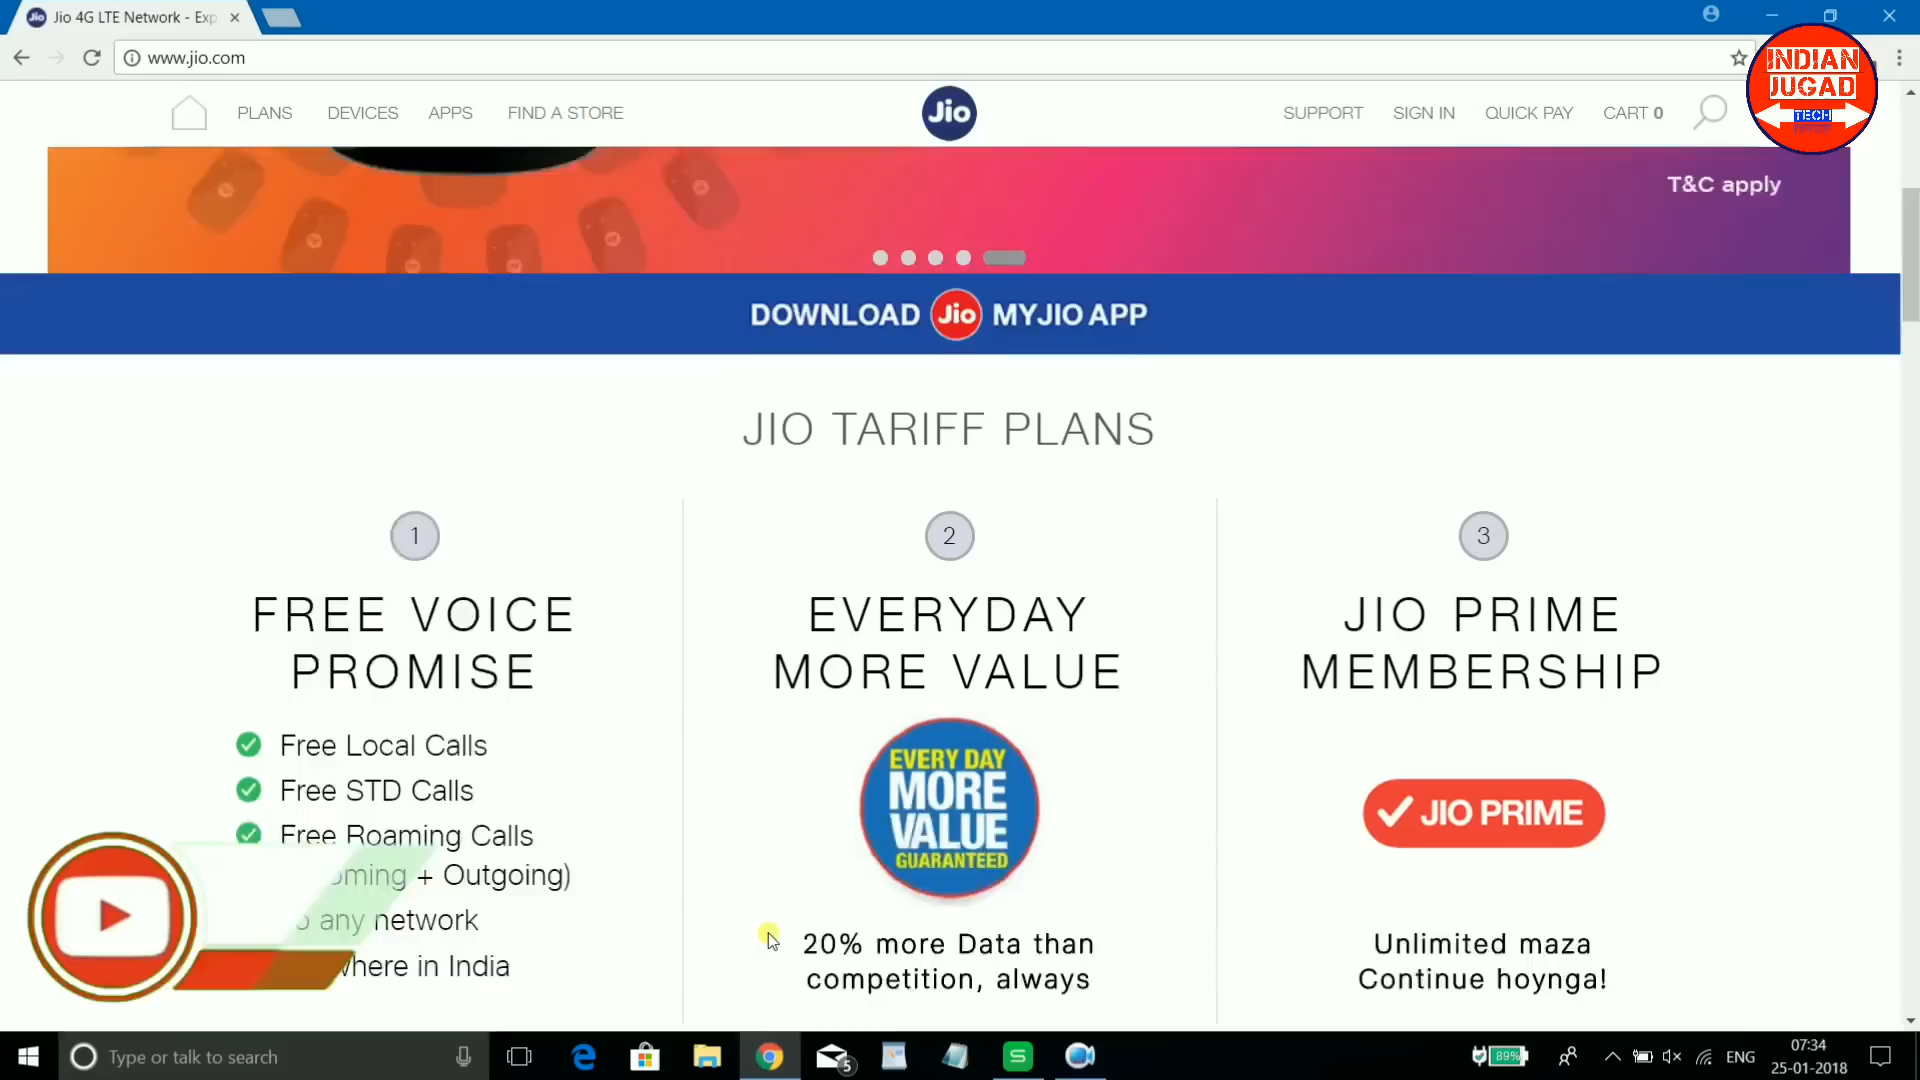 Jio
Jio 4G LTE Network - Exp
www.jio.com
INDIAN
JUGAD
TECH
PLANS
DEVICES
APPS
FIND A STORE
Jio
SUPPORT
SIGN IN
QUICK PAY
CART 0
T&C apply
DOWNLOAD Jio MYJIO APP
JIO TARIFF PLANS
1
FREE VOICE
PROMISE
Free Local Calls
Free STD Calls
Free Roaming Calls
+ Outgoing)
any network
in India
2
EVERYDAY
MORE VALUE
EVERY DAY
MORE
VALUE
GUARANTEED
20% more Data than
competition, always
3
JIO PRIME
MEMBERSHIP
JIO PRIME
Unlimited maza
Continue hoynga!
Type or talk to search
5
S
89%
ENG
07:34
25-01-2018